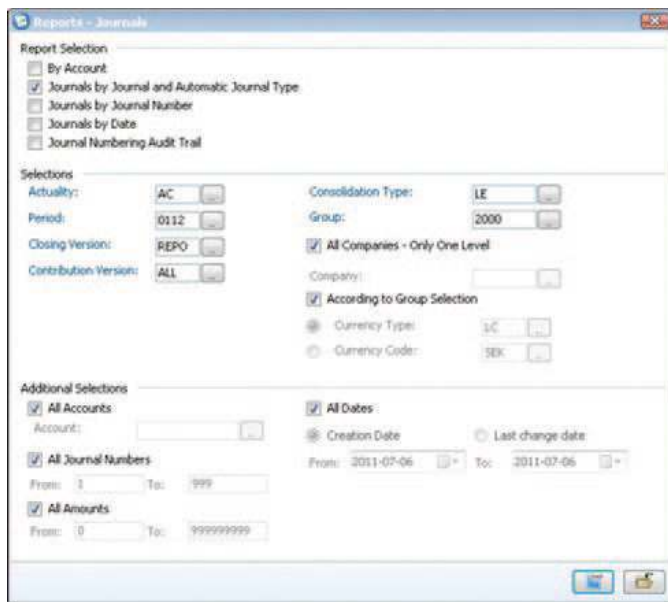 Reports - Journals
Report Selection
By Account
Journals by Journal and Automatic Journal Type
Journals by Journal Number
Journals by Date
Journal Numbering Audit Trail
Selections
Actuality: AC ... Consolidation Type: LE ...
Period: 0112 ... Group: 2000 ...
Closing Version: REPO ... All Companies - Only One Level
Contribution Version: ALL ... Company: ...
According to Group Selection
Currency Type: LC ...
Currency Code: SEK ...
Additional Selections
All Accounts All Dates
Account: ... Creation Date Last change date
All Journal Numbers From: 2011-07-06 To: 2011-07-06
From: 1 To: 999
All Amounts
From: 0 To: 999999999